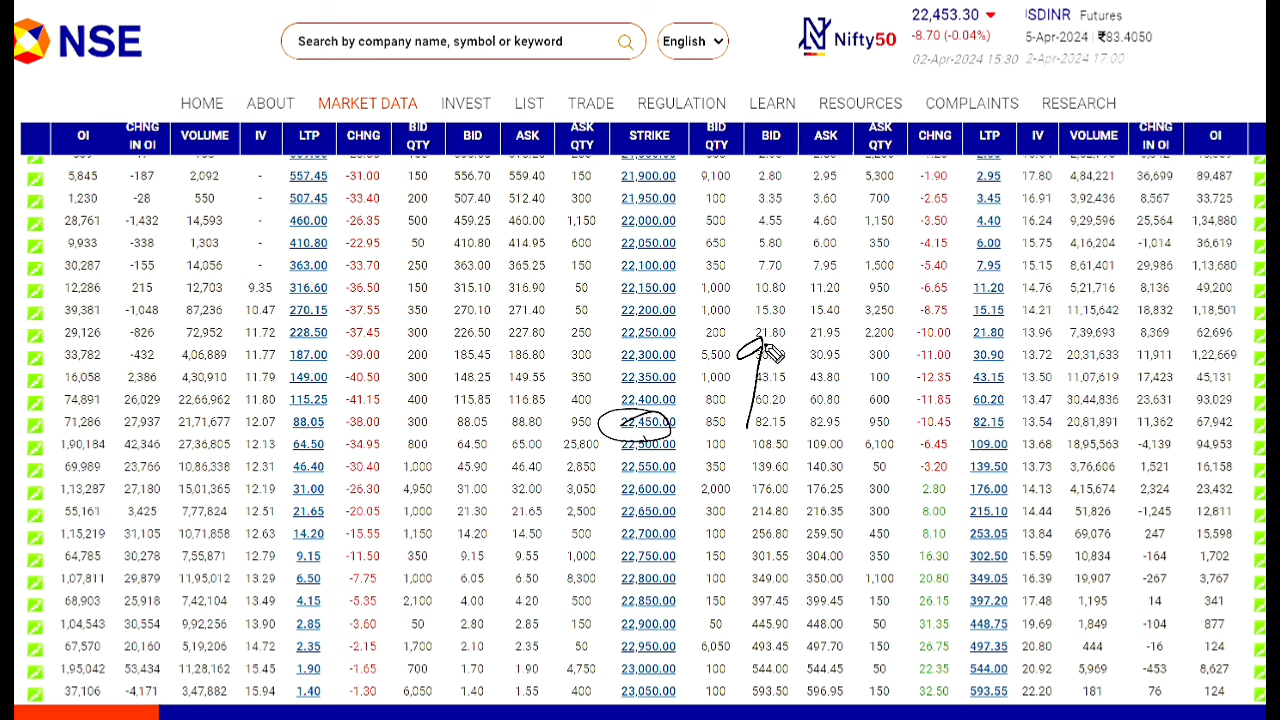 NSE
Search by company name, symbol or keyword
English
Nifty50
22,453.30
-8.70 (-0.04%)
02-Apr-2024 15:30
USDINR Futures
5-Apr-2024 | ₹83.4050
2-Apr-2024 17:00
HOME ABOUT MARKET DATA INVEST LIST TRADE REGULATION LEARN RESOURCES COMPLAINTS RESEARCH
OI CHNG IN OI VOLUME IV LTP CHNG BID QTY BID ASK ASK QTY STRIKE BID QTY BID ASK ASK QTY CHNG LTP IV VOLUME CHNG IN OI OI
5,845 -187 2,092 - 557.45 -31.00 150 556.70 559.40 150 21,900.00 9,100 2.80 2.95 5,300 -1.90 2.95 17.80 4,84,221 36,699 89,487
1,230 -28 550 - 507.45 -33.40 200 507.40 512.40 300 21,950.00 100 3.35 3.60 700 -2.65 3.45 16.91 3,92,436 8,567 33,725
28,761 -1,432 14,593 - 460.00 -26.35 500 459.25 460.00 1,150 22,000.00 500 4.55 4.60 1,150 -3.50 4.40 16.24 9,29,596 25,564 1,34,880
9,933 -338 1,303 - 410.80 -22.95 50 410.80 414.95 600 22,050.00 650 5.80 6.00 350 -4.15 6.00 15.75 4,16,204 -1,014 36,619
30,287 -155 14,056 - 363.00 -33.70 250 363.00 365.25 150 22,100.00 350 7.70 7.95 1,500 -5.40 7.95 15.15 8,61,401 29,986 1,13,680
12,286 215 12,703 9.35 316.60 -36.50 150 315.10 316.90 50 22,150.00 1,000 10.80 11.20 950 -6.65 11.20 14.76 5,21,716 8,136 49,200
39,381 -1,048 87,236 10.47 270.15 -37.55 300 270.10 271.40 50 22,200.00 1,000 15.30 15.40 3,250 -8.75 15.15 14.21 11,15,642 18,832 1,18,501
29,126 -826 72,952 11.72 228.50 -37.45 300 226.50 227.80 250 22,250.00 200 21.80 21.95 2,200 -10.00 21.80 13.96 7,39,693 8,369 62,696
33,782 -432 4,06,889 11.77 187.00 -39.00 200 185.45 186.80 300 22,300.00 5,500 30.95 300 -11.00 30.90 13.72 20,31,633 11,911 1,22,669
16,058 2,386 4,30,910 11.79 149.00 -40.50 300 148.25 149.55 350 22,350.00 1,000 43.15 43.80 100 -12.35 43.15 13.50 11,07,619 17,423 45,131
74,891 26,029 22,66,962 11.80 115.25 -41.15 400 115.85 116.85 400 22,400.00 800 60.20 60.80 600 -11.85 60.20 13.47 30,44,836 23,631 93,029
71,286 27,937 21,71,677 12.07 88.05 -38.00 300 88.05 88.80 950 22,450.00 850 82.15 82.95 950 -10.45 82.15 13.54 20,81,891 11,362 67,942
1,90,184 42,346 27,36,805 12.13 64.50 -34.95 800 64.50 65.00 25,800 22,500.00 100 108.50 109.00 6,100 -6.45 109.00 13.68 18,95,563 -4,139 94,953
69,989 23,766 10,86,338 12.31 46.40 -30.40 1,000 45.90 46.40 2,850 22,550.00 350 139.60 140.30 50 -3.20 139.50 13.73 3,76,606 1,521 16,158
1,13,287 27,180 15,01,365 12.19 31.00 -26.30 4,950 31.00 32.00 3,050 22,600.00 2,000 176.00 176.25 300 2.80 176.00 14.13 4,15,674 2,324 23,432
55,161 3,425 7,77,824 12.51 21.65 -20.05 1,000 21.30 21.65 2,500 22,650.00 300 214.80 216.35 300 8.00 215.10 14.44 51,826 -1,245 12,811
1,15,219 31,105 10,71,858 12.63 14.20 -15.55 1,150 14.20 14.50 500 22,700.00 100 256.80 259.50 450 8.10 253.05 13.84 69,076 247 15,598
64,785 30,278 7,55,871 12.79 9.15 -11.50 350 9.15 9.55 1,000 22,750.00 150 301.55 304.00 350 16.30 302.50 15.59 10,834 -164 1,702
1,07,811 29,879 11,95,012 13.29 6.50 -7.75 1,000 6.05 6.50 8,300 22,800.00 100 349.00 350.00 1,100 20.80 349.05 16.39 19,907 -267 3,767
68,903 25,918 7,42,104 13.49 4.15 -5.35 2,100 4.00 4.20 500 22,850.00 150 397.45 399.45 150 26.15 397.20 17.48 1,195 14 341
1,04,543 30,554 9,92,256 13.90 2.85 -3.60 50 2.80 2.85 150 22,900.00 50 445.90 448.00 50 31.35 448.75 19.69 1,849 -104 877
67,570 20,160 5,19,206 14.72 2.35 -2.15 1,700 2.10 2.35 50 22,950.00 6,050 493.45 497.70 150 26.75 497.35 20.80 444 -16 124
1,95,042 53,434 11,28,162 15.45 1.90 -1.65 700 1.70 1.90 4,750 23,000.00 100 544.00 544.45 50 22.35 544.00 20.92 5,969 -453 8,627
37,106 -4,171 3,47,882 15.94 1.40 -1.30 6,050 1.40 1.55 400 23,050.00 100 593.50 596.95 150 32.50 593.55 22.20 181 76 124